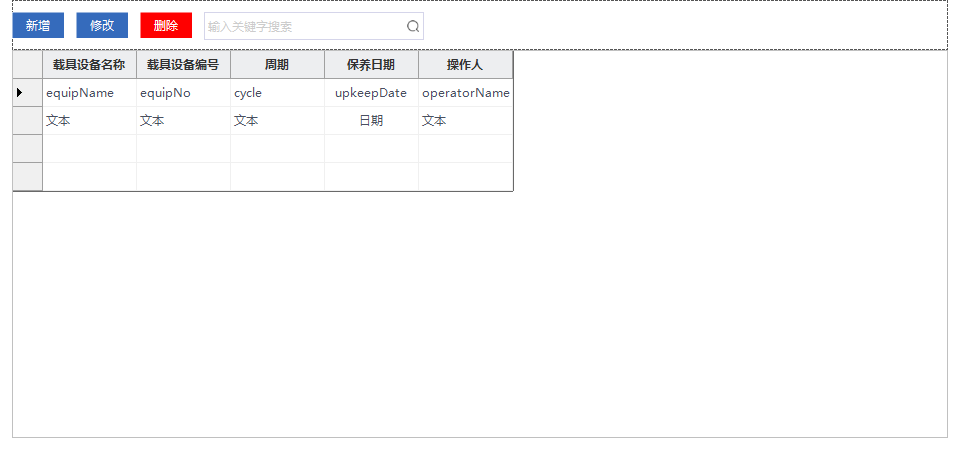 新增 修改 删除 输入关键字搜索
载具设备名称 载具设备编号 周期 保养日期 操作人
equipName equipNo cycle upkeepDate operatorName
文本 文本 文本 日期 文本